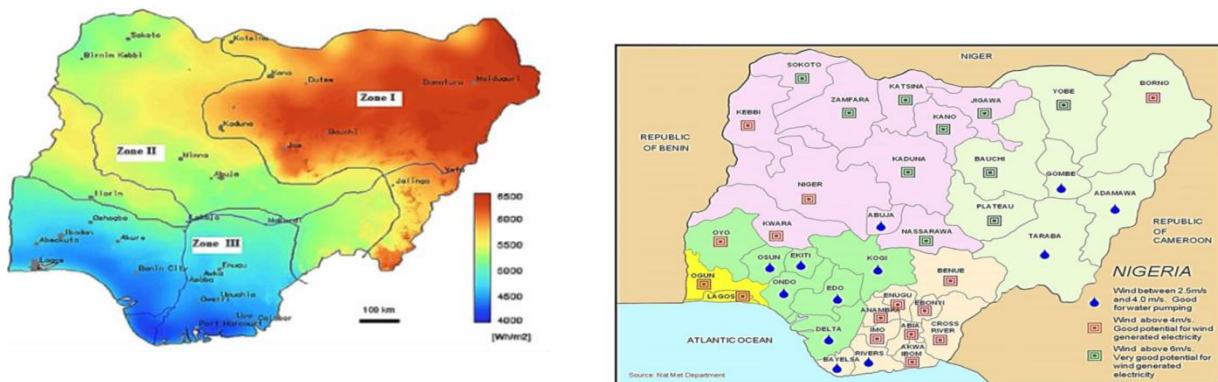 Sokoto
Katsina
Birnin Kebbi
Kano
Dutse
Damaturu
Maiduguri
Zone I
Kaduna
Bauchi
Jos
Zone II
Minna
Abuja
Yola
Jalingo
Ilorin
Lokoja
Makurdi
Oshogbo
Ibadan
Abeokuta
Akure
Zone III
Lagos
Benin City
Enugu
Awka
Asaba
Umuahia
Owerri
Uyo
Calabar
Port Harcourt
6500
6000
5500
5000
4500
4000
[Wh/m2]
100 km
NIGER
SOKOTO
KATSINA
BORNO
YOBE
ZAMFARA
JIGAWA
KEBBI
KANO
REPUBLIC
OF BENIN
BAUCHI
KADUNA
GOMBE
NIGER
ADAMAWA
PLATEAU
ABUJA
REPUBLIC
OF CAMEROON
KWARA
NASSARAWA
TARABA
OYO
OSUN
EKITI
KOGI
BENUE
OGUN
ONDO
EDO
LAGOS
ENUGU
EBONYI
ANAMBRA
DELTA
IMO
ABIA
CROSS
RIVER
AKWA
IBOM
BAYELSA
RIVERS
ATLANTIC OCEAN
NIGERIA
Wind between 2.5m/s
and 4.0 m/s. Good
for water pumping
Wind above 4m/s.
Good potential for wind
generated electricity
Wind above 6m/s.
Very good potential for
wind generated
electricity
Source: Nat Met Department